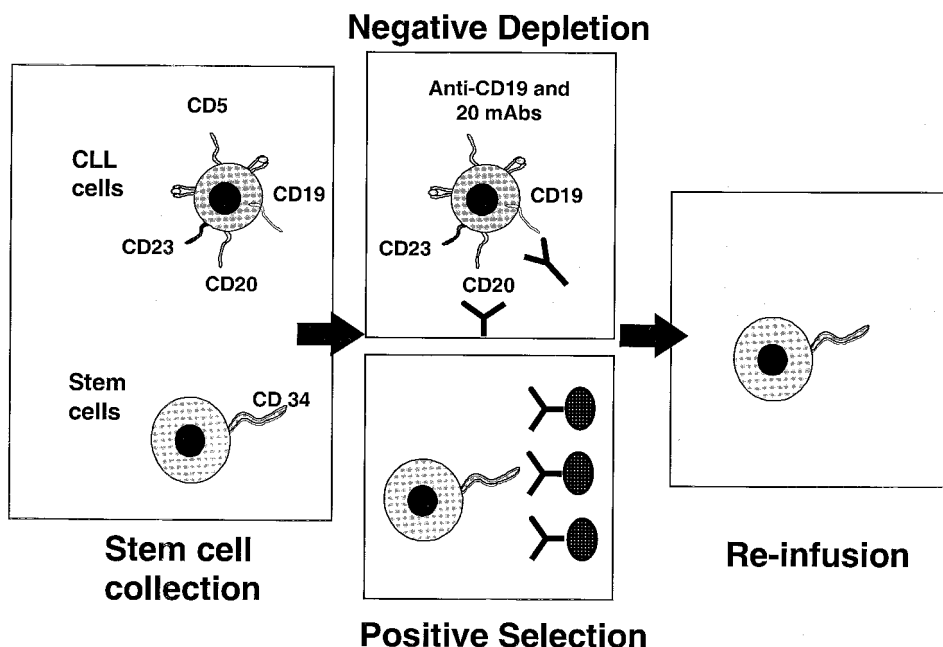 Negative Depletion
CD5
CLL
cells
CD19
CD23
CD20
Anti-CD19 and
20 mAbs
CD19
CD23
CD20
Stem
cells
CD 34
Stem cell
collection
Positive Selection
Re-infusion